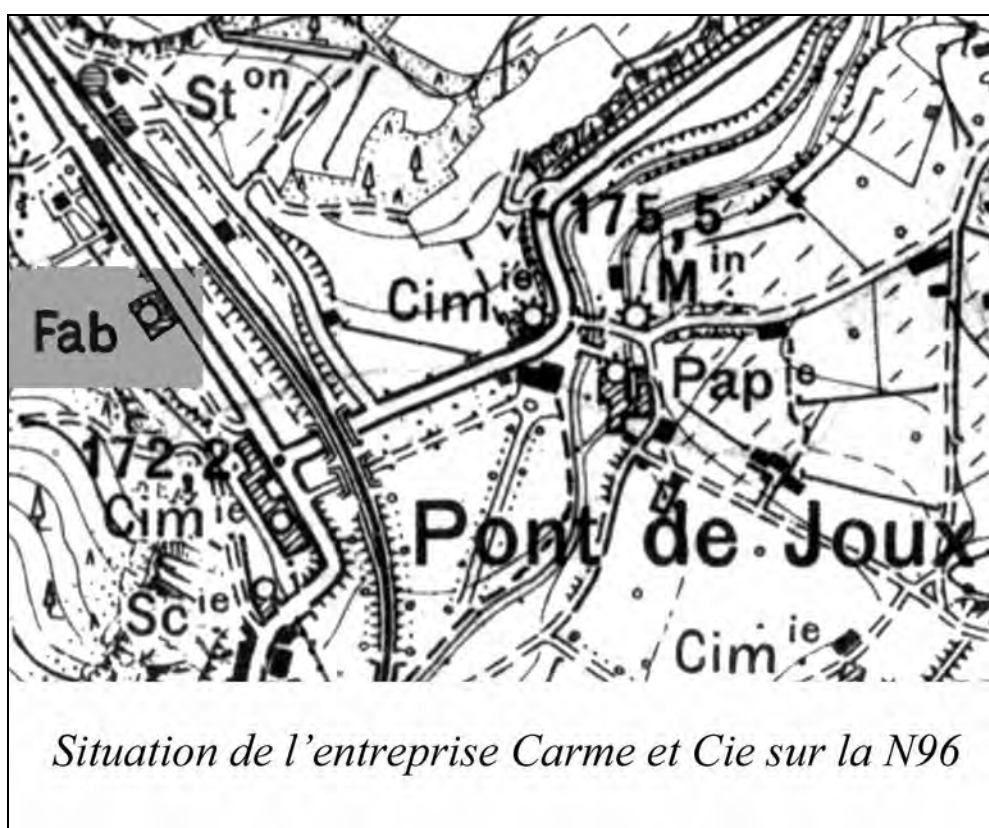 St on
175,5
Cim ie
M in
Fab
Pap e
172 2
Cim ie
Pont de Joux
Sc ie
Cim ie
Situation de l’entreprise Carme et Cie sur la N96